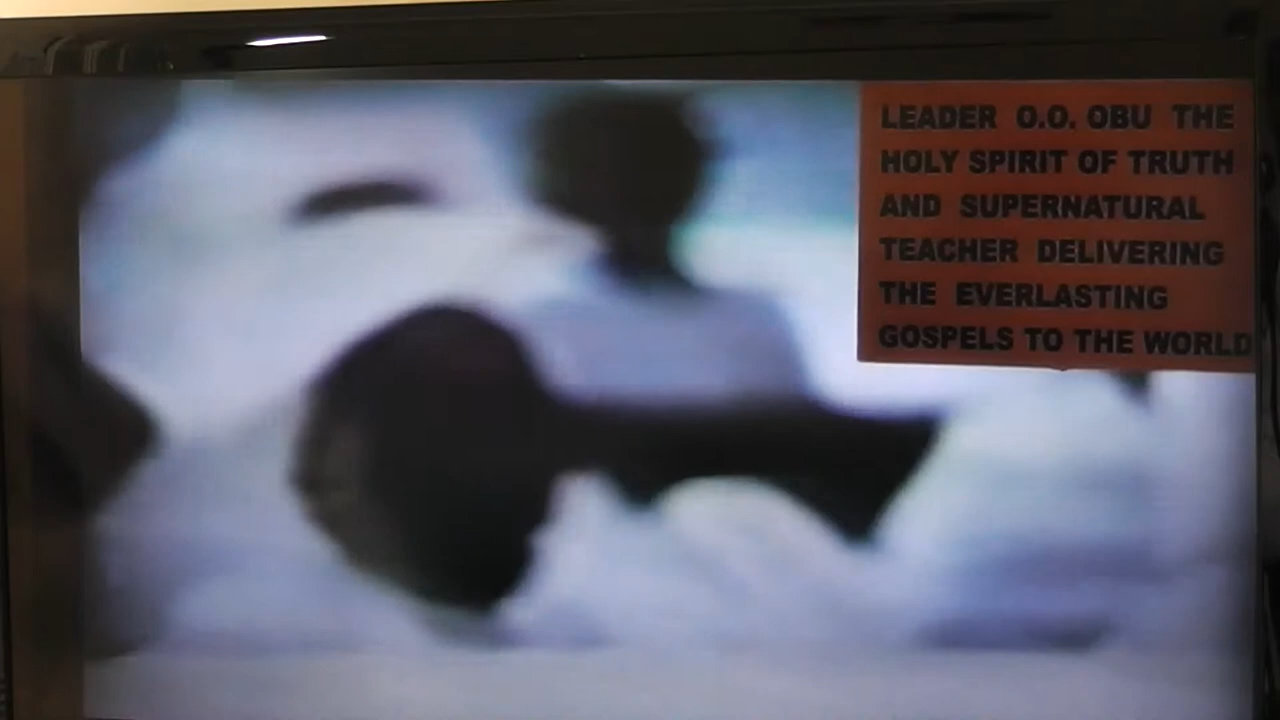 LEADER O.O. OBU THE
HOLY SPIRIT OF TRUTH
AND SUPERNATURAL
TEACHER DELIVERING
THE EVERLASTING
GOSPELS TO THE WORLD